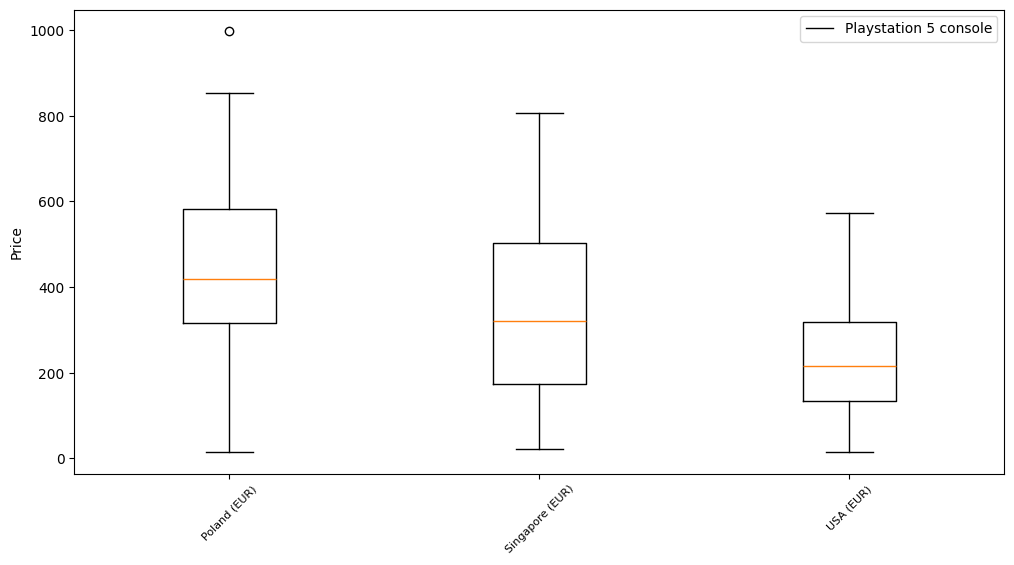 Playstation 5 console
Price
1000
800
600
400
200
0
Poland (EUR)
Singapore (EUR)
USA (EUR)